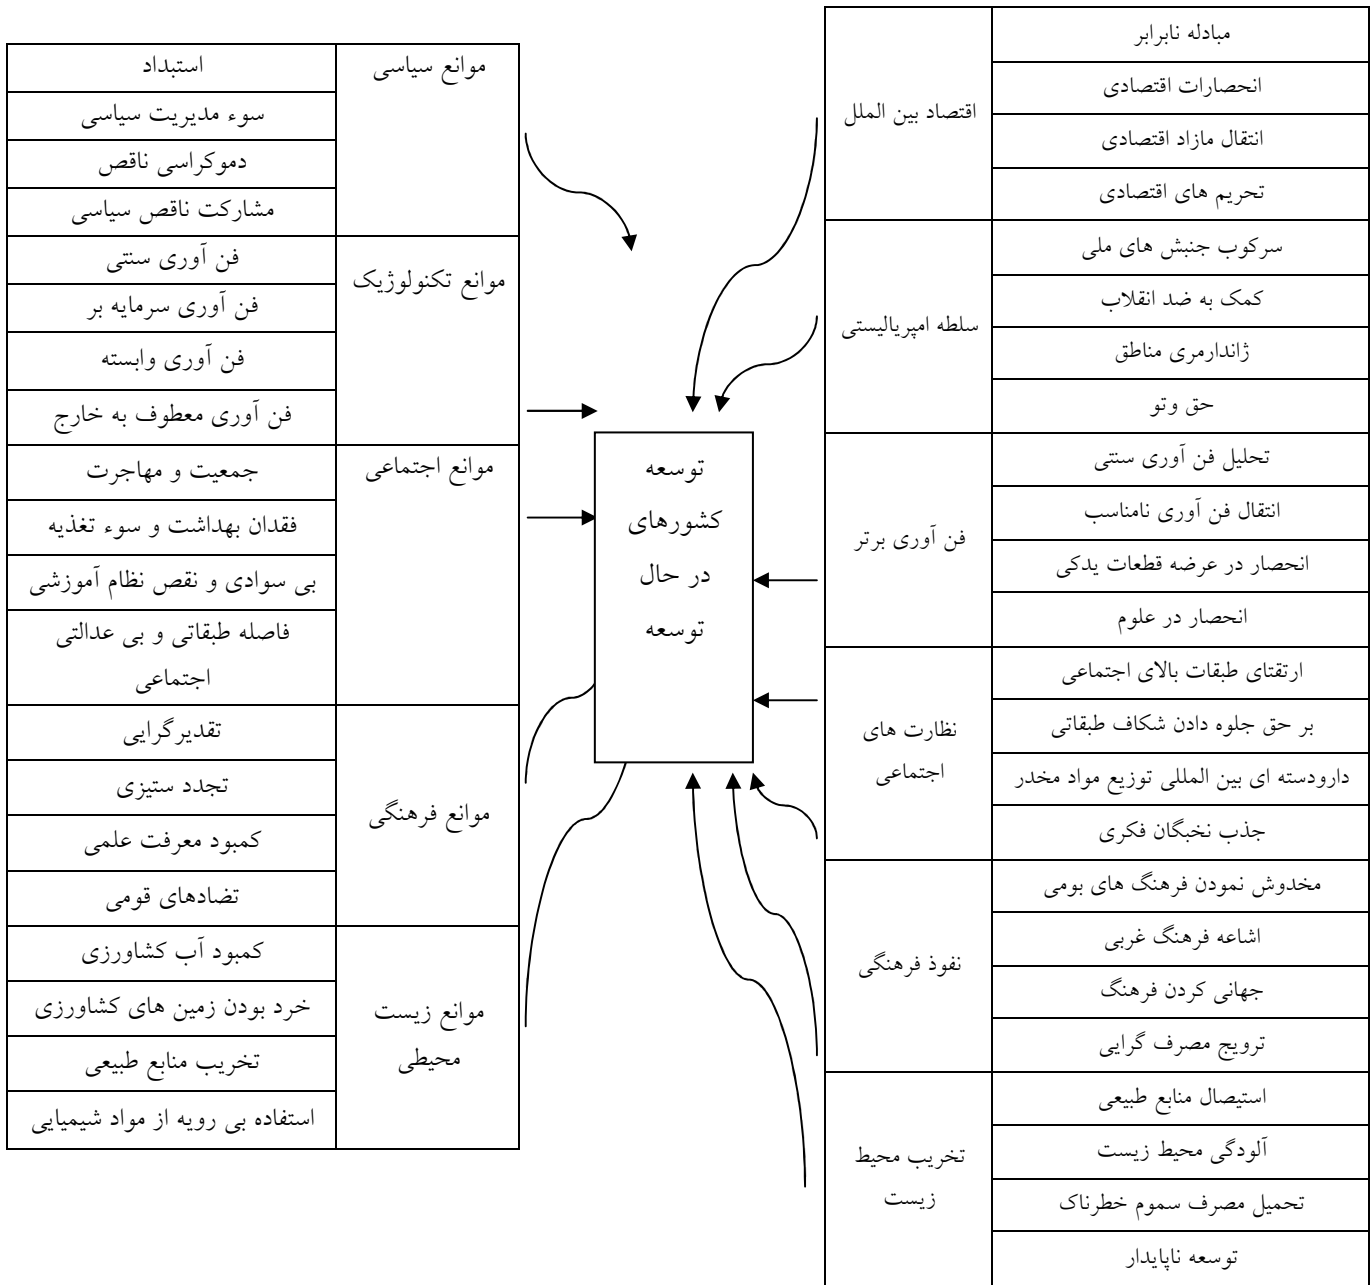 اقتصاد بین الملل
مبادله نابرابر
انحصارات اقتصادی
انتقال مازاد اقتصادی
تحریم های اقتصادی
سلطه امپریالیستی
سرکوب جنبش های ملی
کمک به ضد انقلاب
ژاندارمری مناطق
حق وتو
فن آوری برتر
تحلیل فن آوری سنتی
انتقال فن آوری نامناسب
انحصار در عرضه قطعات یدکی
انحصار در علوم
نظارت های
اجتماعی
ارتقتای طبقات بالای اجتماعی
بر حق جلوه دادن شکاف طبقاتی
دارودسته ای بین المللی توزیع مواد مخدر
جذب نخبگان فکری
نفوذ فرهنگی
مخدوش نمودن فرهنگ های بومی
اشاعه فرهنگ غربی
جهانی کردن فرهنگ
ترویج مصرف گرایی
تخریب محیط
زیست
استیصال منابع طبیعی
آلودگی محیط زیست
تحمیل مصرف سموم خطرناک
توسعه ناپایدار
توسعه
کشورهای
در حال
توسعه
موانع سیاسی
استبداد
سوء مدیریت سیاسی
دموکراسی ناقص
مشارکت ناقص سیاسی
موانع تکنولوژیک
فن آوری سنتی
فن آوری سرمایه بر
فن آوری وابسته
فن آوری معطوف به خارج
موانع اجتماعی
جمعیت و مهاجرت
فقدان بهداشت و سوء تغذیه
بی سوادی و نقص نظام آموزشی
فاصله طبقاتی و بی عدالتی
اجتماعی
موانع فرهنگی
تقدیرگرایی
تجدد ستیزی
کمبود معرفت علمی
تضادهای قومی
موانع زیست
محیطی
کمبود آب کشاورزی
خرد بودن زمین های کشاورزی
تخریب منابع طبیعی
استفاده بی رویه از مواد شیمیایی